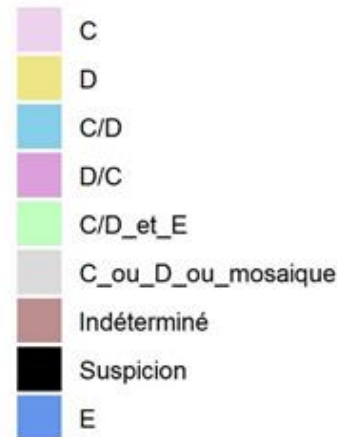 C
D
C/D
D/C
C/D_et_E
C_ou_D_ou_mosaique
Indéterminé
Suspicion
E